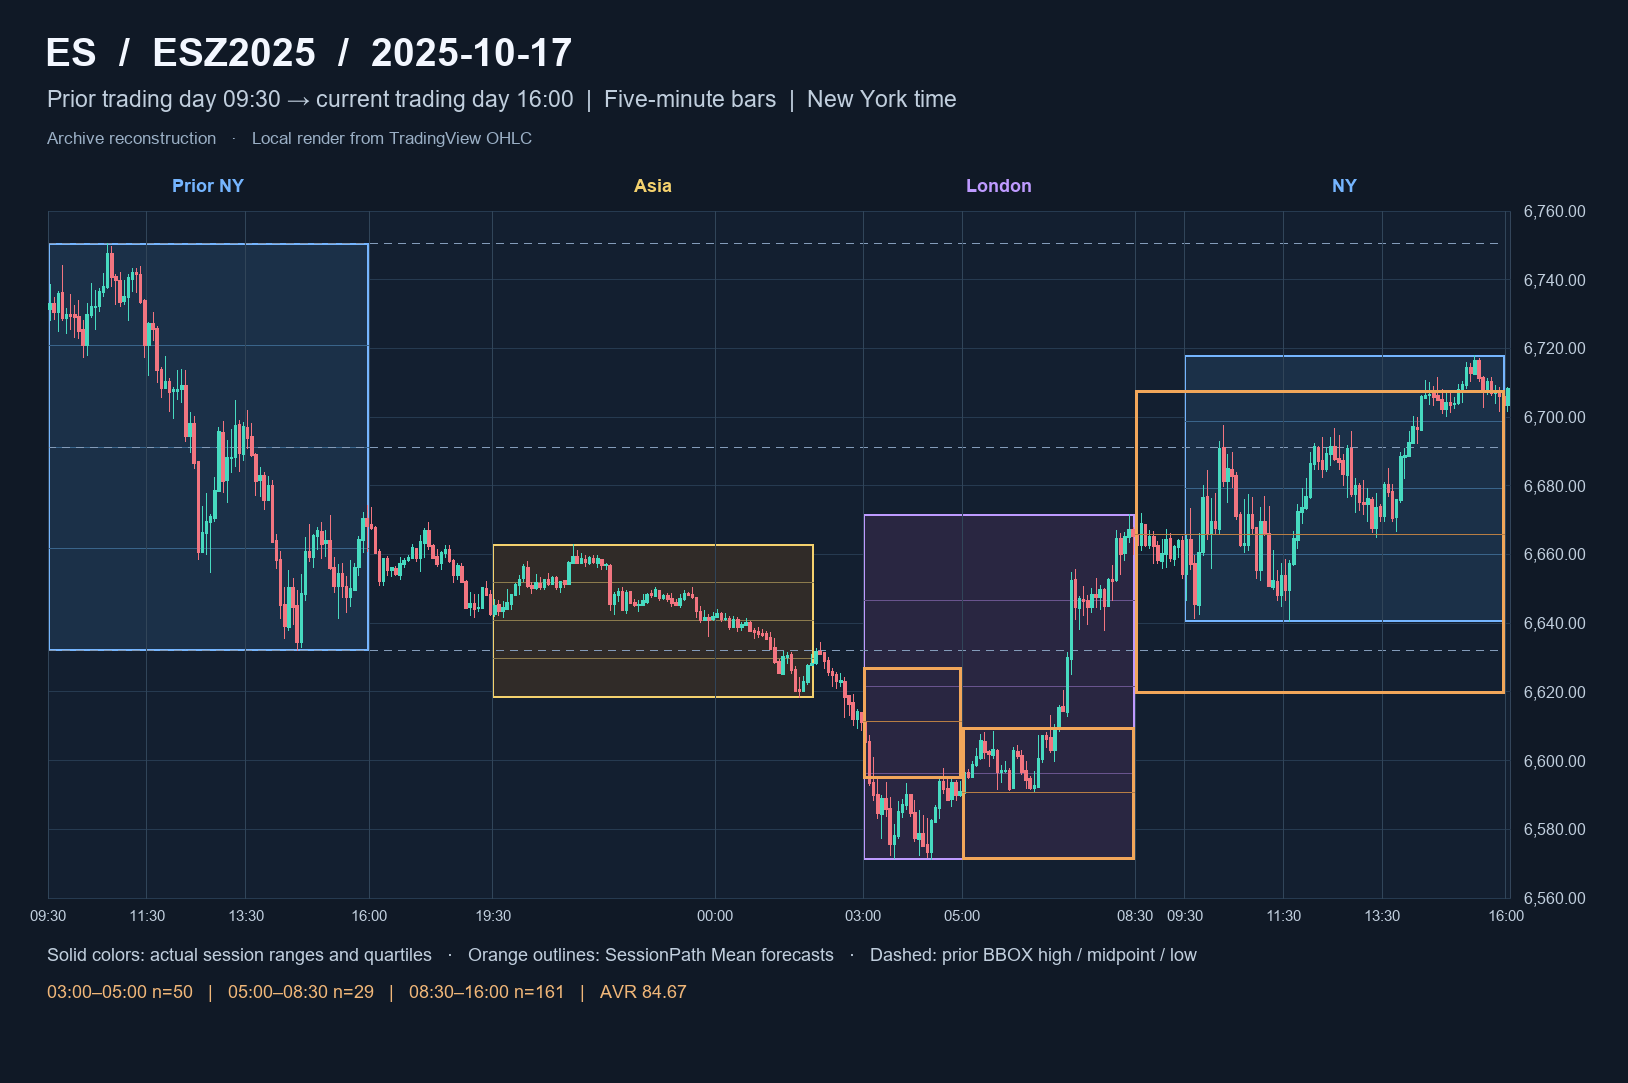 ES / ESZ2025 / 2025-10-17
Prior trading day 09:30 → current trading day 16:00 | Five-minute bars | New York time
Archive reconstruction · Local render from TradingView OHLC
Prior NY Asia London NY
6,760.00
6,740.00
6,720.00
6,700.00
6,680.00
6,660.00
6,640.00
6,620.00
6,600.00
6,580.00
6,560.00
09:30 11:30 13:30 16:00 19:30 00:00 03:00 05:00 08:30 09:30 11:30 13:30 16:00
Solid colors: actual session ranges and quartiles · Orange outlines: SessionPath Mean forecasts · Dashed: prior BBOX high / midpoint / low
03:00–05:00 n=50 | 05:00–08:30 n=29 | 08:30–16:00 n=161 | AVR 84.67